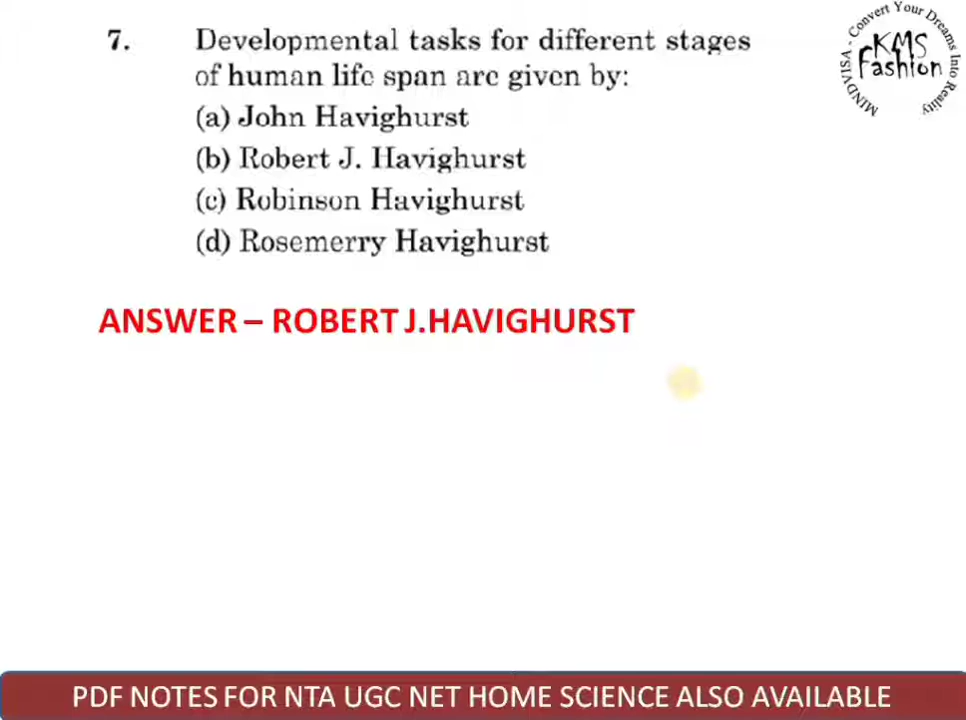 7. Developmental tasks for different stages
of human life span are given by:
(a) John Havighurst
(b) Robert J. Havighurst
(c) Robinson Havighurst
(d) Rosemerry Havighurst
ANSWER – ROBERT J.HAVIGHURST
MINDVISA - Convert Your Dreams Into Reality
KMS
Fashion
PDF NOTES FOR NTA UGC NET HOME SCIENCE ALSO AVAILABLE